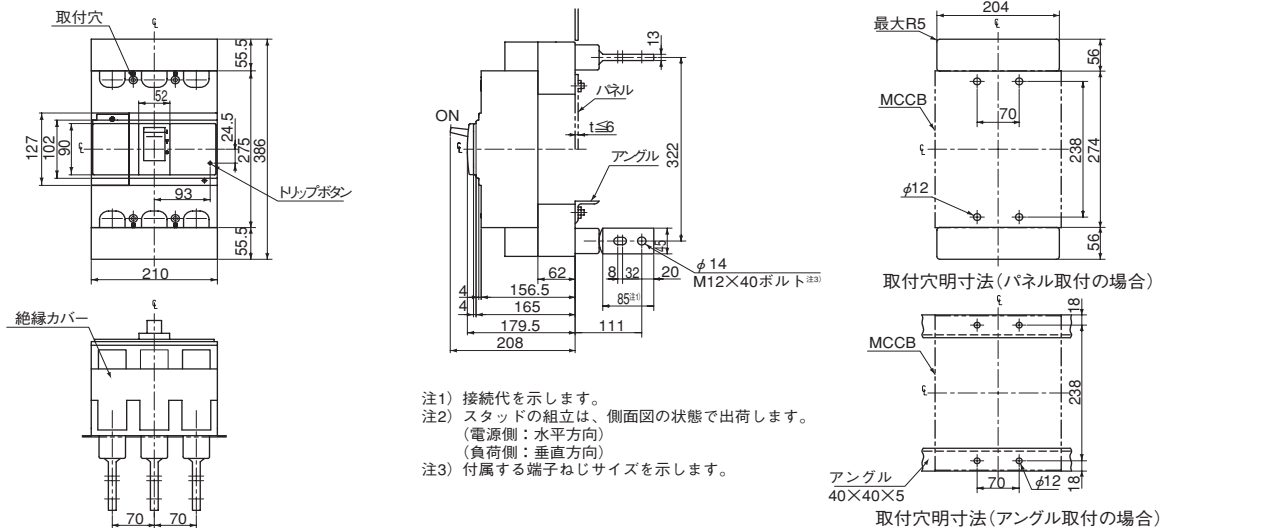 取付穴
℄
55.5
52
ON
127
102
90
℄
24.5
275
386
93
トリップボタン
55.5
210
絶縁カバー
℄
70
70
13
パネル
t≦6
℄
アングル
322
45
62
8
32
20
φ14
M12×40ボルト注3)
85注1)
4
156.5
4
165
179.5
111
208
注1) 接続代を示します。
注2) スタッドの組立は、側面図の状態で出荷します。
(電源側：水平方向)
(負荷側：垂直方向)
注3) 付属する端子ねじサイズを示します。
204
最大R5
℄
56
MCCB
70
℄
238
274
φ12
56
取付穴明寸法(パネル取付の場合)
℄
18
MCCB
℄
238
アングル
40×40×5
70
φ12
18
取付穴明寸法(アングル取付の場合)